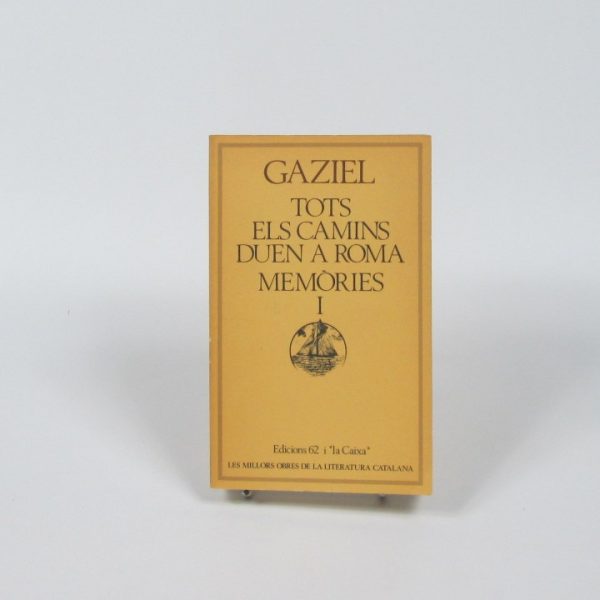 GAZIEL
TOTS
ELS CAMINS
DUEN A ROMA
MEMÒRIES
I
Edicions 62 i "la Caixa"
LES MILLORS OBRES DE LA LITERATURA CATALANA